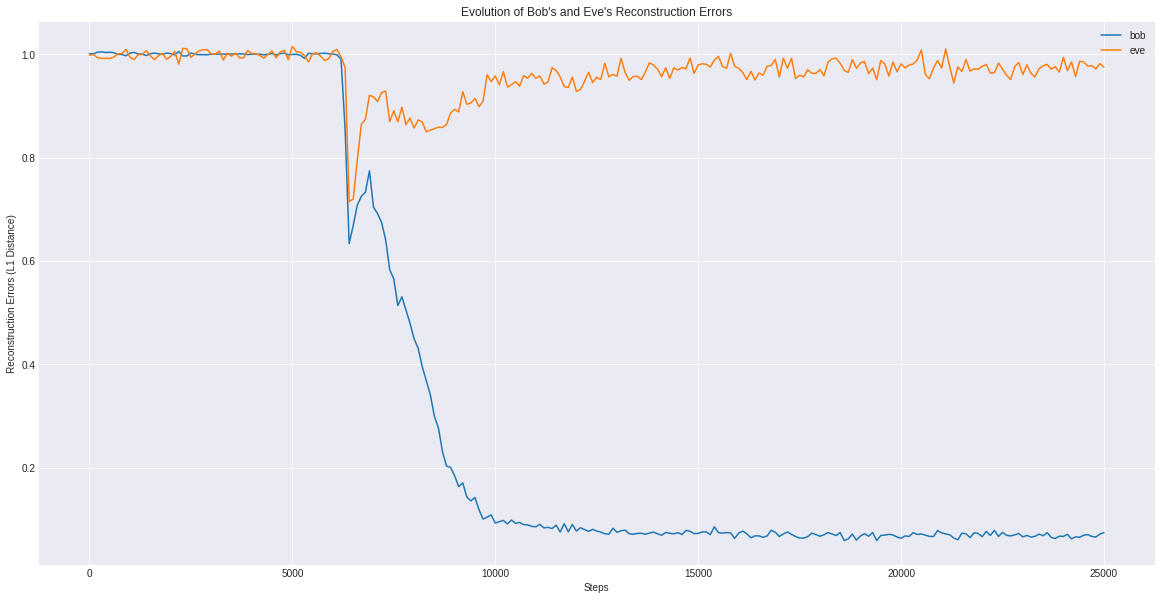 Evolution of Bob's and Eve's Reconstruction Errors
bob
eve
Reconstruction Errors (L1 Distance)
1.0
0.8
0.6
0.4
0.2
0
5000
10000
15000
20000
25000
Steps